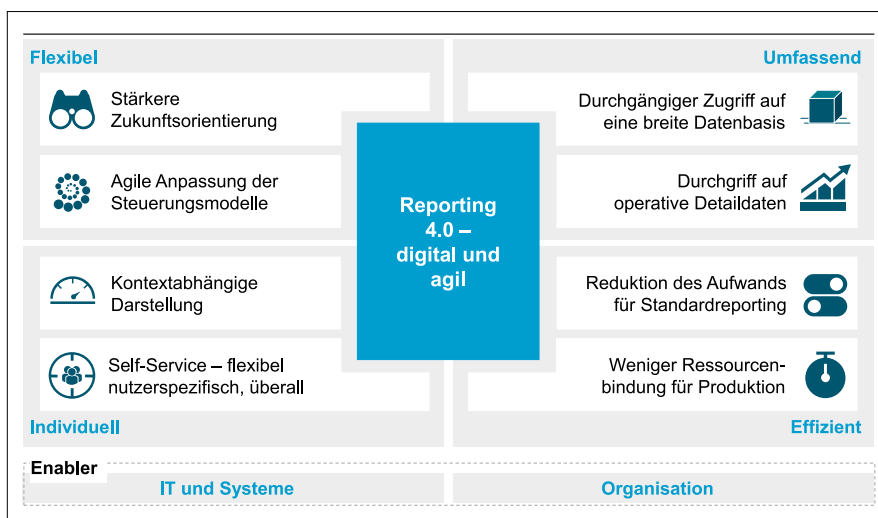 Flexibel
Stärkere
Zukunftsorientierung
Agile Anpassung der
Steuerungsmodelle
Umfassend
Durchgängiger Zugriff auf
eine breite Datenbasis
Durchgriff auf
operative Detaildaten
Reporting
4.0 –
digital und
agil
Kontextabhängige
Darstellung
Self-Service – flexibel
nutzerspezifisch, überall
Individuell
Reduktion des Aufwands
für Standardreporting
Weniger Ressourcen-
bindung für Produktion
Effizient
Enabler
IT und Systeme
Organisation